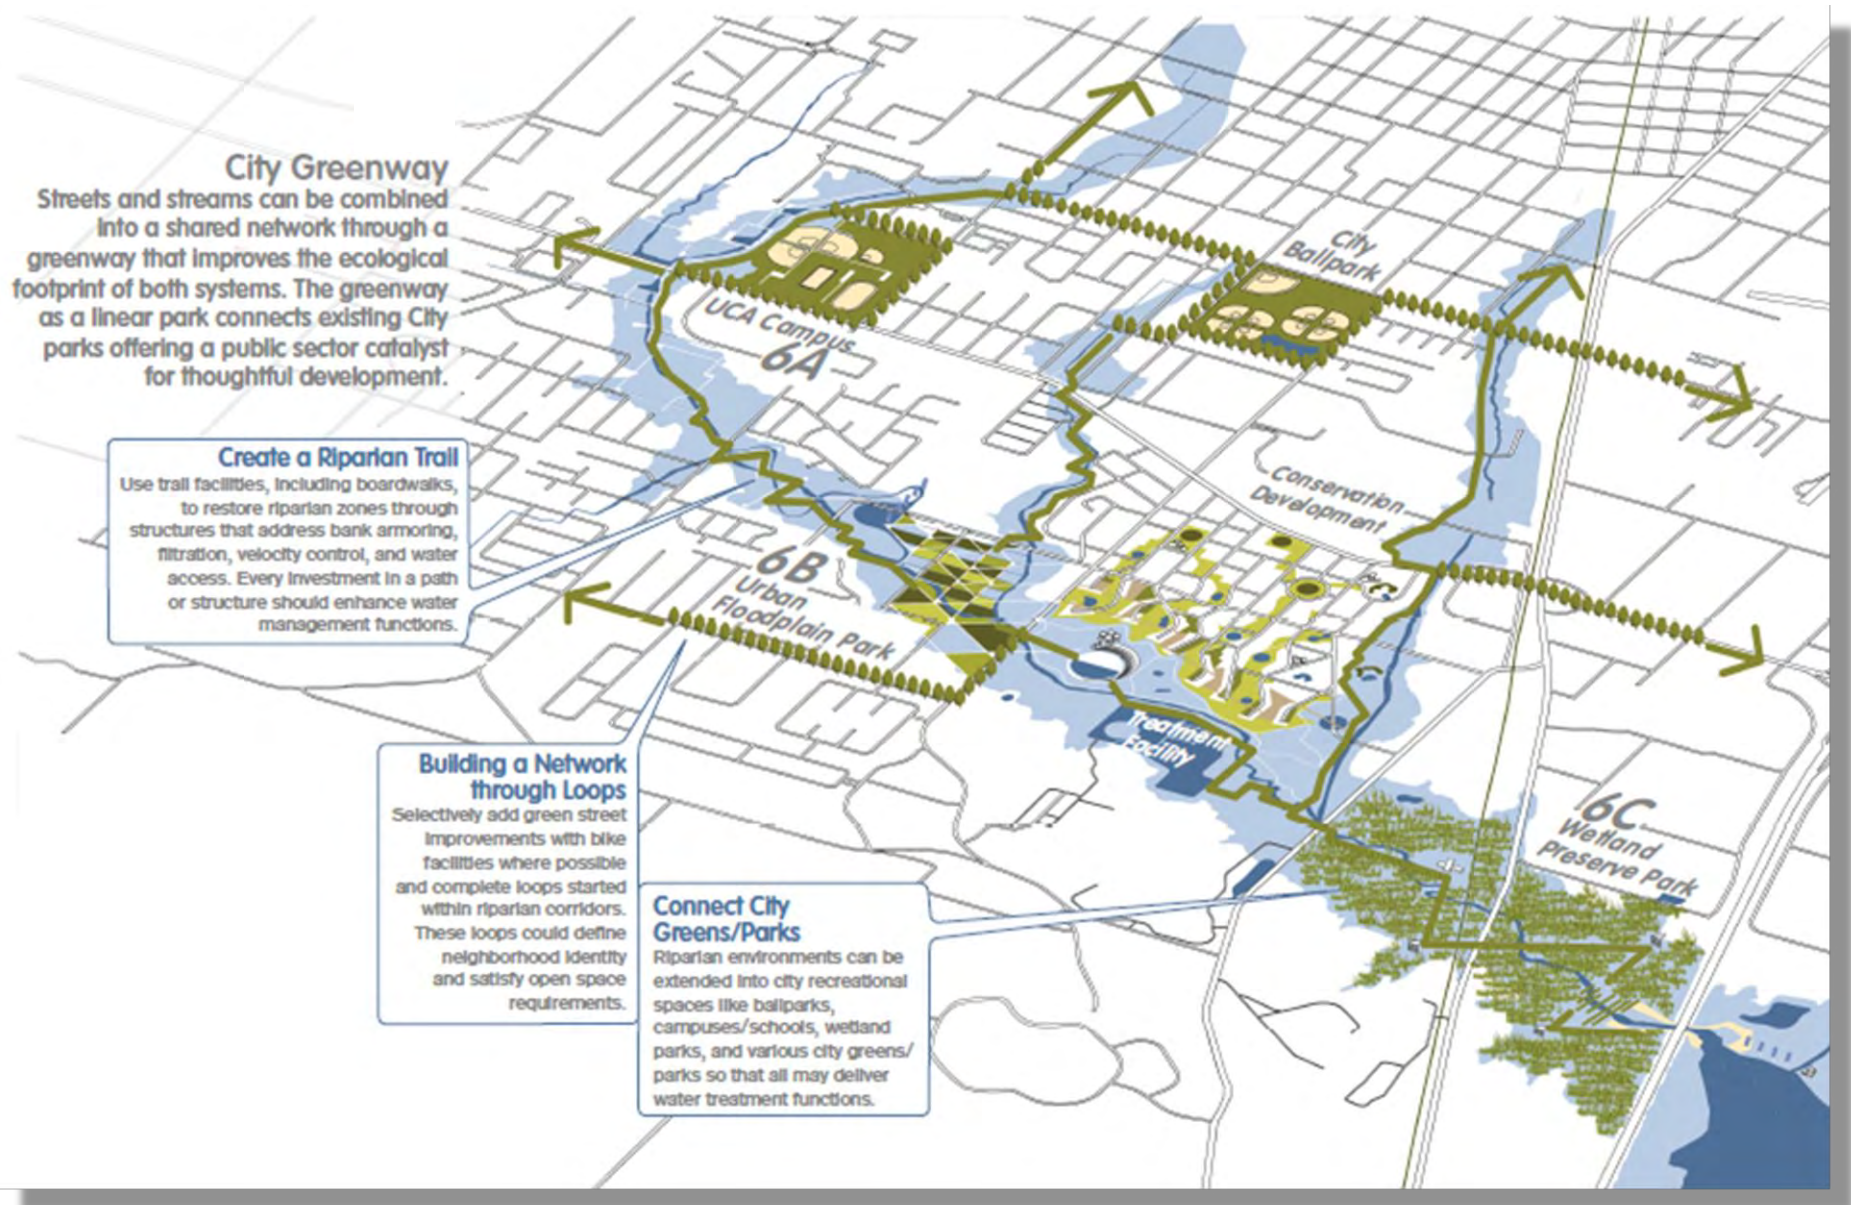 City Greenway
Streets and streams can be combined
into a shared network through a
greenway that improves the ecological
footprint of both systems. The greenway
as a linear park connects existing City
parks offering a public sector catalyst
for thoughtful development.
City
Ballpark
UCA Campus
6A
Create a Riparian Trail
Use trail facilities, including boardwalks,
to restore riparian zones through
structures that address bank armoring,
filtration, velocity control, and water
access. Every investment in a path
or structure should enhance water
management functions.
Conservation
Development
6B
Urban
Floodplain Park
Treatment
Facility
Building a Network
through Loops
Selectively add green street
improvements with bike
facilities where possible
and complete loops started
within riparian corridors.
These loops could define
neighborhood identity
and satisfy open space
requirements.
6C
Wetland
Preserve Park
Connect City
Greens/Parks
Riparian environments can be
extended into city recreational
spaces like ballparks,
campuses/schools, wetland
parks, and various city greens/
parks so that all may deliver
water treatment functions.